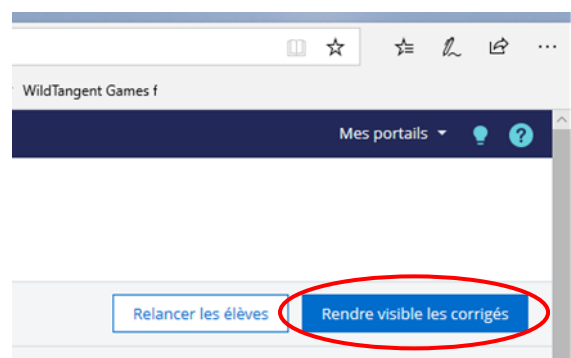 WildTangent Games f
Mes portails
?
Relancer les élèves
Rendre visible les corrigés